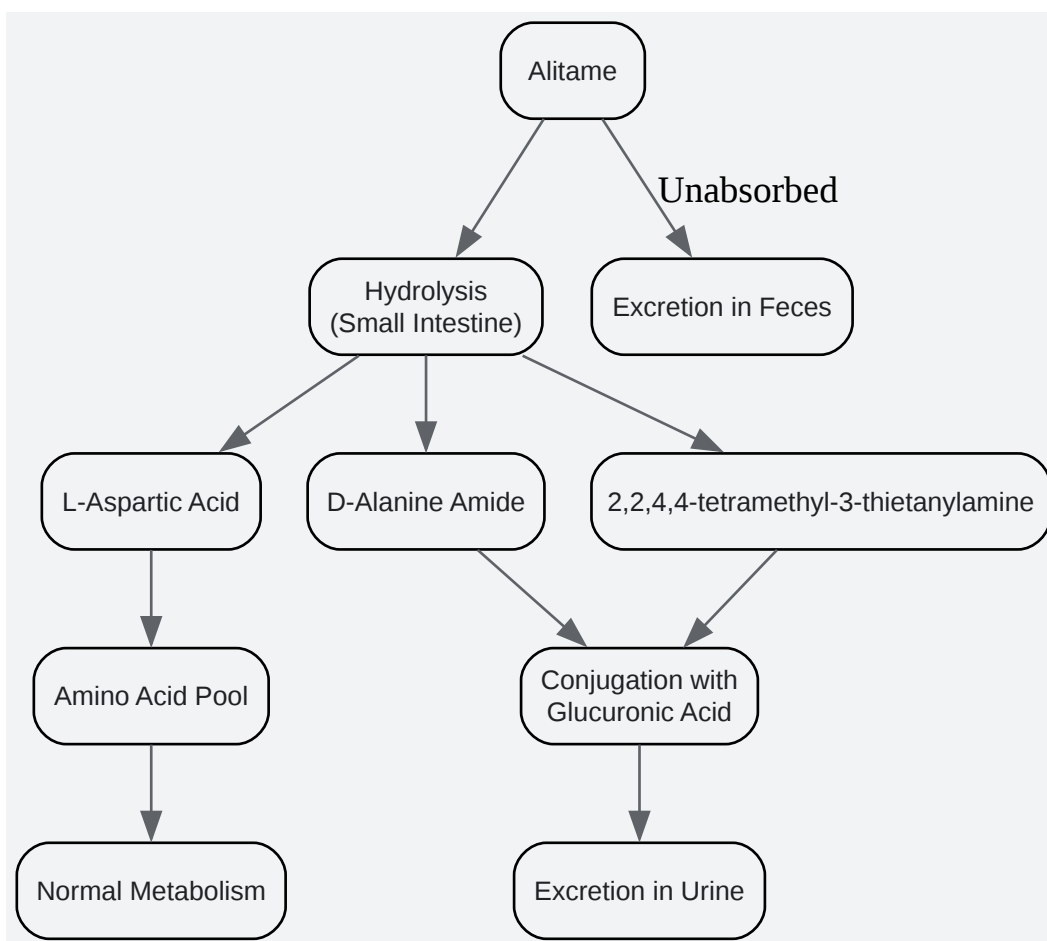 Alitame
Unabsorbed
Hydrolysis
(Small Intestine)
Excretion in Feces
L-Aspartic Acid
D-Alanine Amide
2,2,4,4-tetramethyl-3-thietanylamine
Amino Acid Pool
Conjugation with
Glucuronic Acid
Normal Metabolism
Excretion in Urine